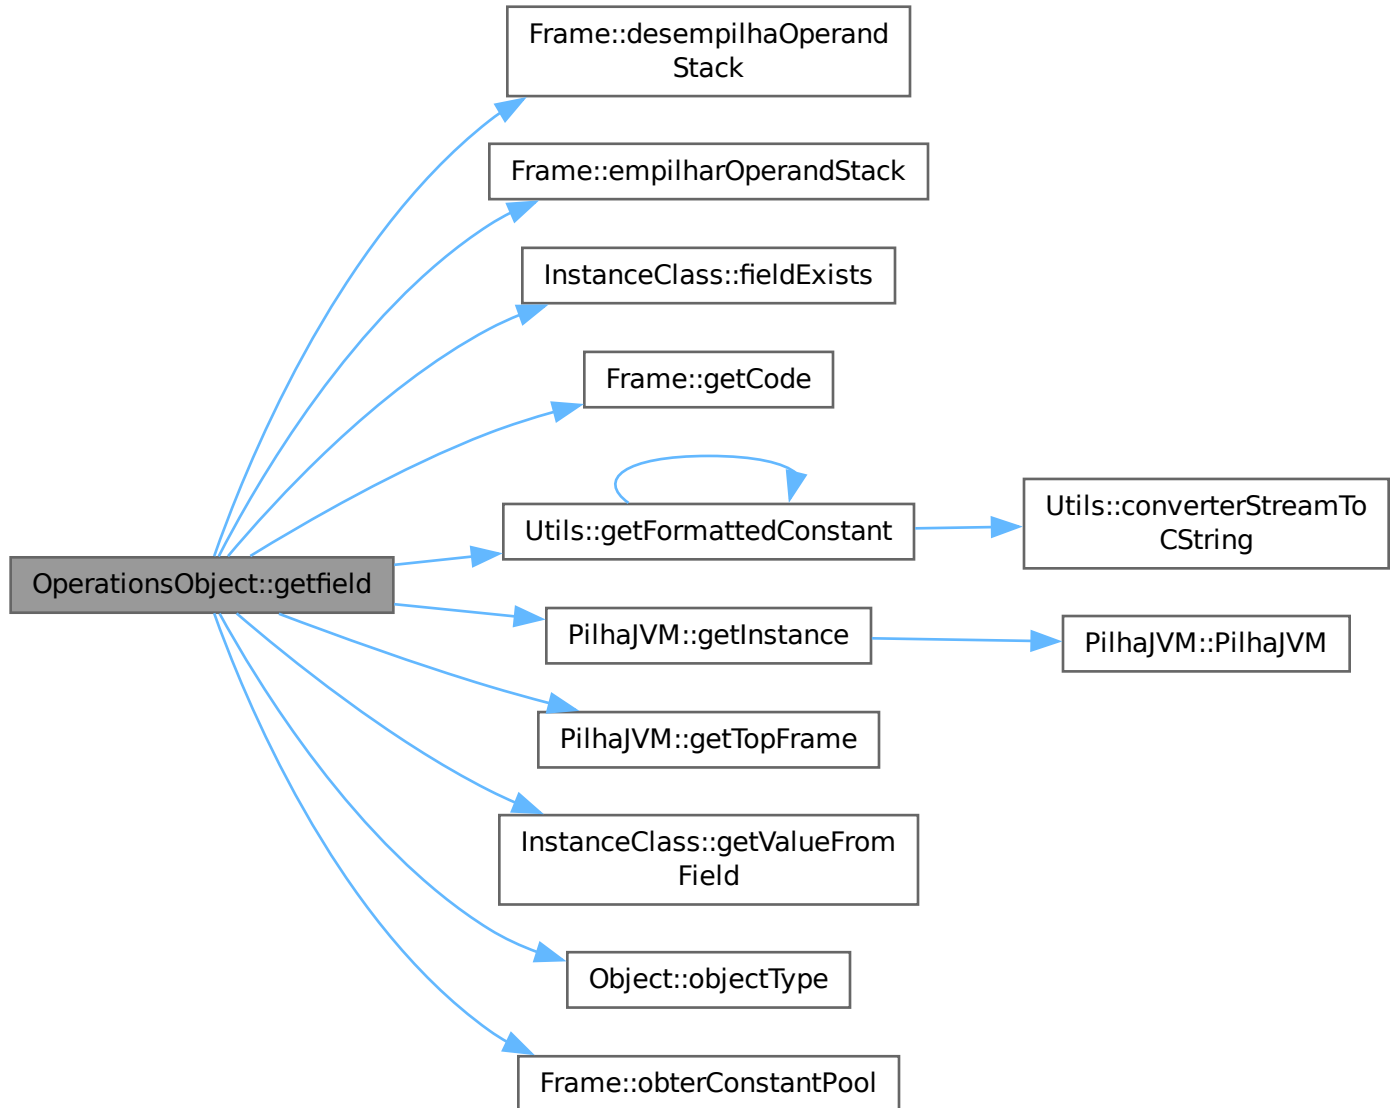 Frame::desempilhaOperand
Stack
Frame::empilharOperandStack
InstanceClass::fieldExists
Frame::getCode
Utils::getFormattedConstant
Utils::converterStreamTo
CString
OperationsObject::getfield
PilhaJVM::getInstance
PilhaJVM::PilhaJVM
PilhaJVM::getTopFrame
InstanceClass::getValueFrom
Field
Object::objectType
Frame::obterConstantPool